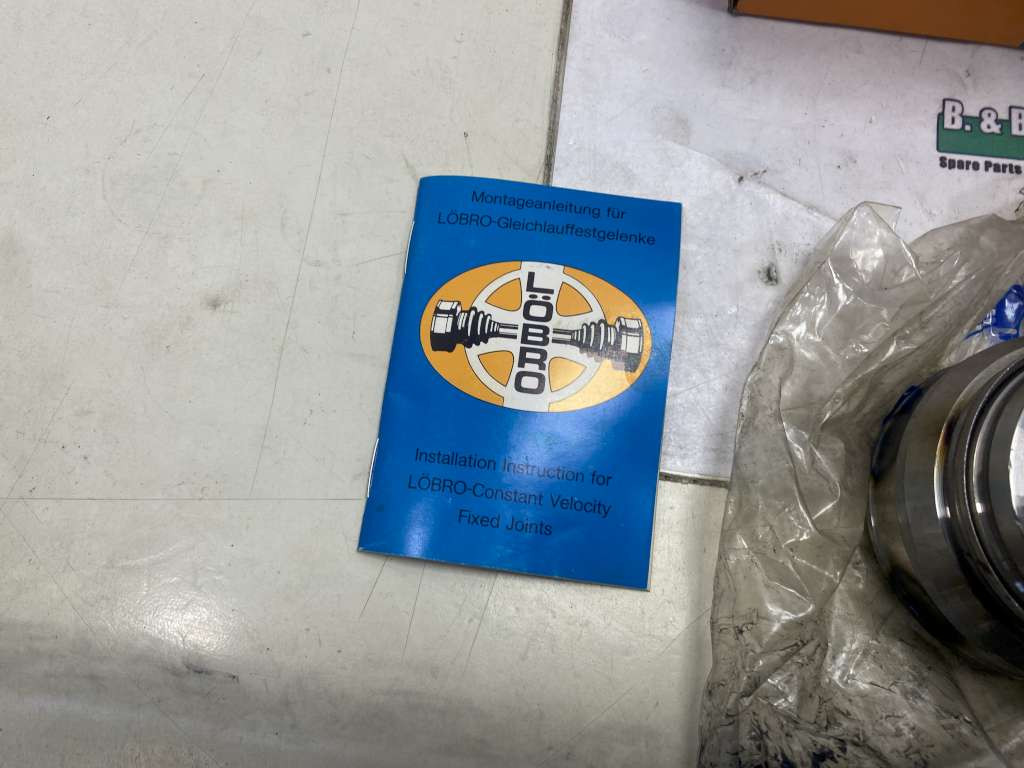 Montageanleitung für
LÖBRO-Gleichlauffestgelenke
LÖBRO
Installation Instruction for
LÖBRO-Constant Velocity
Fixed Joints
B. & B
Spare Parts